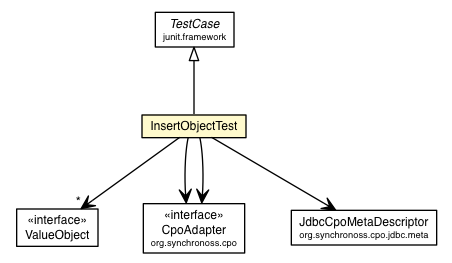 TestCase
junit.framework
InsertObjectTest
*
«interface»
ValueObject
«interface»
CpoAdapter
org.synchronoss.cpo
JdbcCpoMetaDescriptor
org.synchronoss.cpo.jdbc.meta